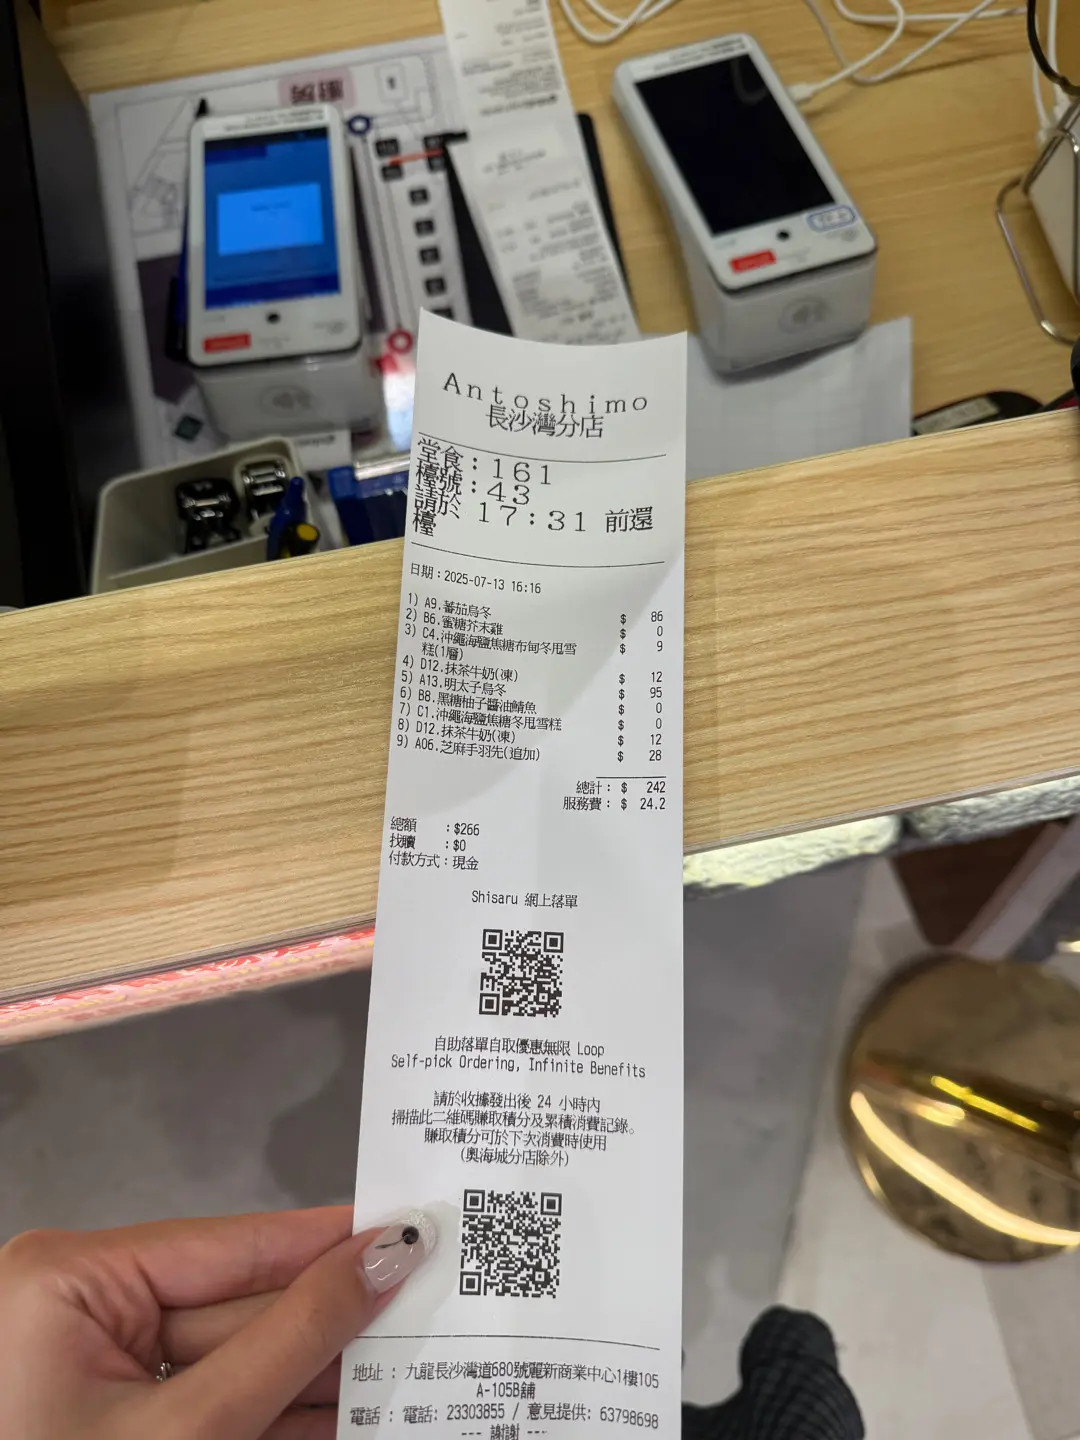 廚房
Antoshimo
長沙灣分店
堂食：161
檯號：43
請於 17：31 前還
檯
日期：2025-07-13 16:16
1) A9.蕃茄烏冬 $ 86
2) B6.蜜糖芥末雞 $ 0
3) C4.沖繩海鹽焦糖布甸冬甩雪 $ 9
糕(1層)
4) D12.抹茶牛奶(凍) $ 12
5) A13.明太子烏冬 $ 95
6) B8.黑糖柚子醬油鯖魚 $ 0
7) C1.沖繩海鹽焦糖冬甩雪糕 $ 0
8) D12.抹茶牛奶(凍) $ 12
9) A06.芝麻手羽先(追加) $ 28
總計： $ 242
服務費： $ 24.2
總額 :$266
找贖 :$0
付款方式：現金
Shisaru 網上落單
自助落單自取優惠無限 Loop
Self-pick Ordering, Infinite Benefits
請於收據發出後 24 小時內
掃描此二維碼賺取積分及累積消費記錄。
賺取積分可於下次消費時使用
(奧海城分店除外)
地址 : 九龍長沙灣道680號麗新商業中心1樓105
A-105B舖
電話 : 電話: 23303855 / 意見提供: 63798698
--- 謝謝 ---